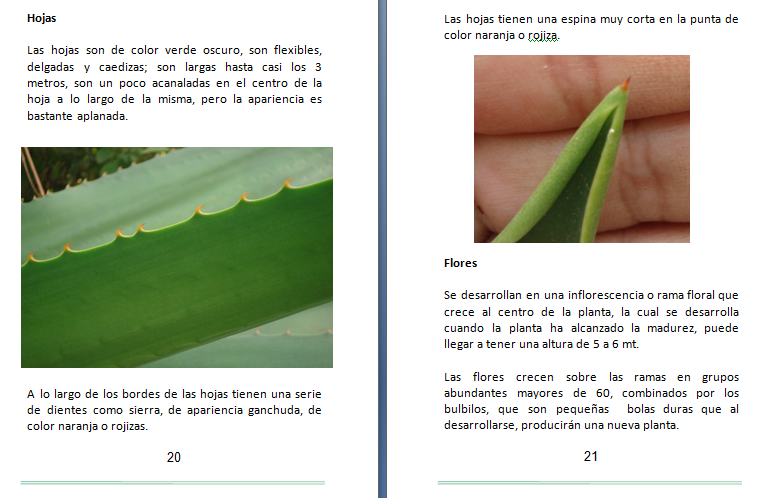 Hojas
Las hojas son de color verde oscuro, son flexibles,
delgadas y caedizas; son largas hasta casi los 3
metros, son un poco acanaladas en el centro de la
hoja a lo largo de la misma, pero la apariencia es
bastante aplanada.
A lo largo de los bordes de las hojas tienen una serie
de dientes como sierra, de apariencia ganchuda, de
color naranja o rojizas.
20
Las hojas tienen una espina muy corta en la punta de
color naranja o rojiza.
Flores
Se desarrollan en una inflorescencia o rama floral que
crece al centro de la planta, la cual se desarrolla
cuando la planta ha alcanzado la madurez, puede
llegar a tener una altura de 5 a 6 mt.
Las flores crecen sobre las ramas en grupos
abundantes mayores de 60, combinados por los
bulbilos, que son pequeñas bolas duras que al
desarrollarse, producirán una nueva planta.
21